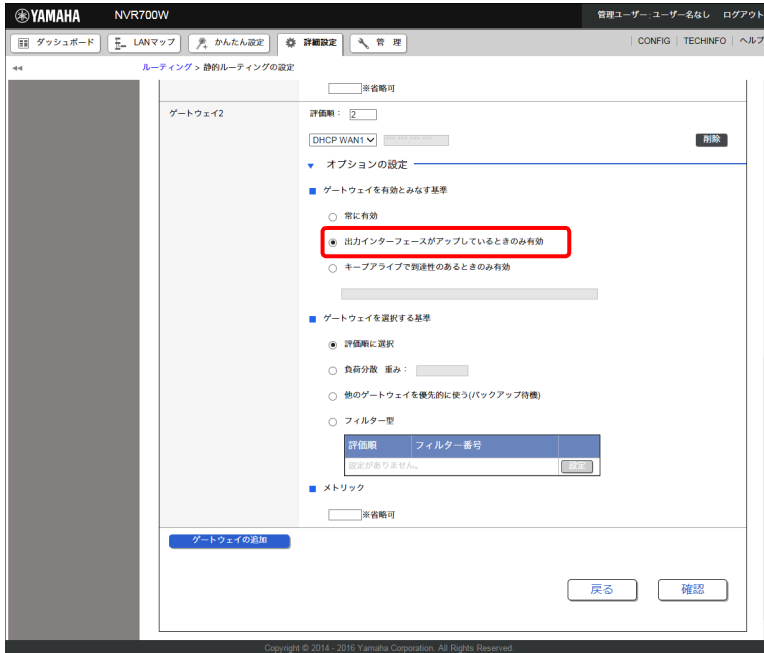 YAMAHA NVR700W 管理ユーザー:ユーザー名なし ログアウト
ダッシュボード LANマップ かんたん設定 詳細設定 管 理 CONFIG TECHINFO ヘルプ
ルーティング > 静的ルーティングの設定
※省略可
ゲートウェイ2 評価順： 2
DHCP WAN1 削除
オプションの設定
ゲートウェイを有効とみなす基準
常に有効
出力インターフェースがアップしているときのみ有効
キープアライブで到達性のあるときのみ有効
ゲートウェイを選択する基準
評価順に選択
負荷分散 重み：
他のゲートウェイを優先的に使う(バックアップ待機)
フィルター型
評価順 フィルター番号
設定がありません。 設定
メトリック
※省略可
ゲートウェイの追加
戻る 確認
Copyright © 2014 - 2016 Yamaha Corporation. All Rights Reserved.